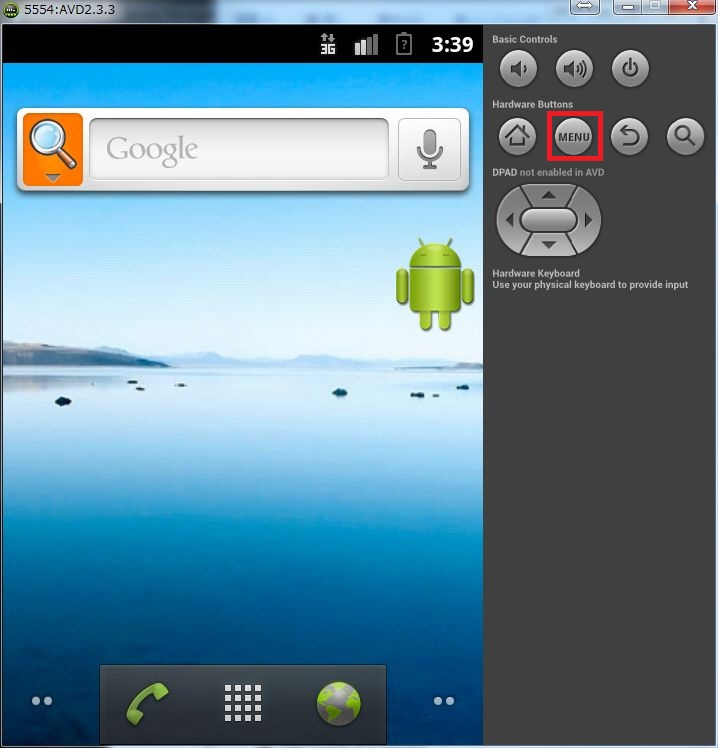 5554:AVD2.3.3
3G
?
3:39
Google
Basic Controls
Hardware Buttons
MENU
DPAD not enabled in AVD
Hardware Keyboard
Use your physical keyboard to provide input